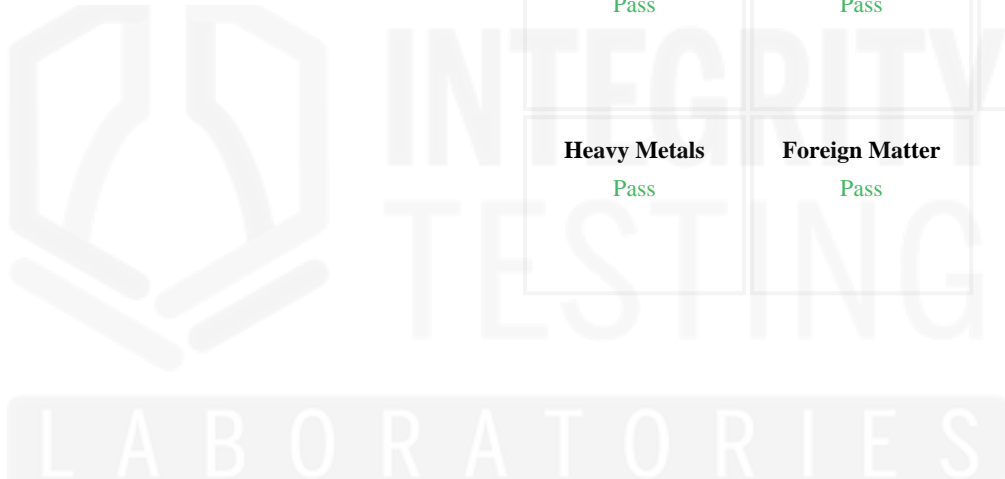 Pass Pass
INTEGRITY
Heavy Metals Foreign Matter
Pass Pass
TESTING
LABORATORIES